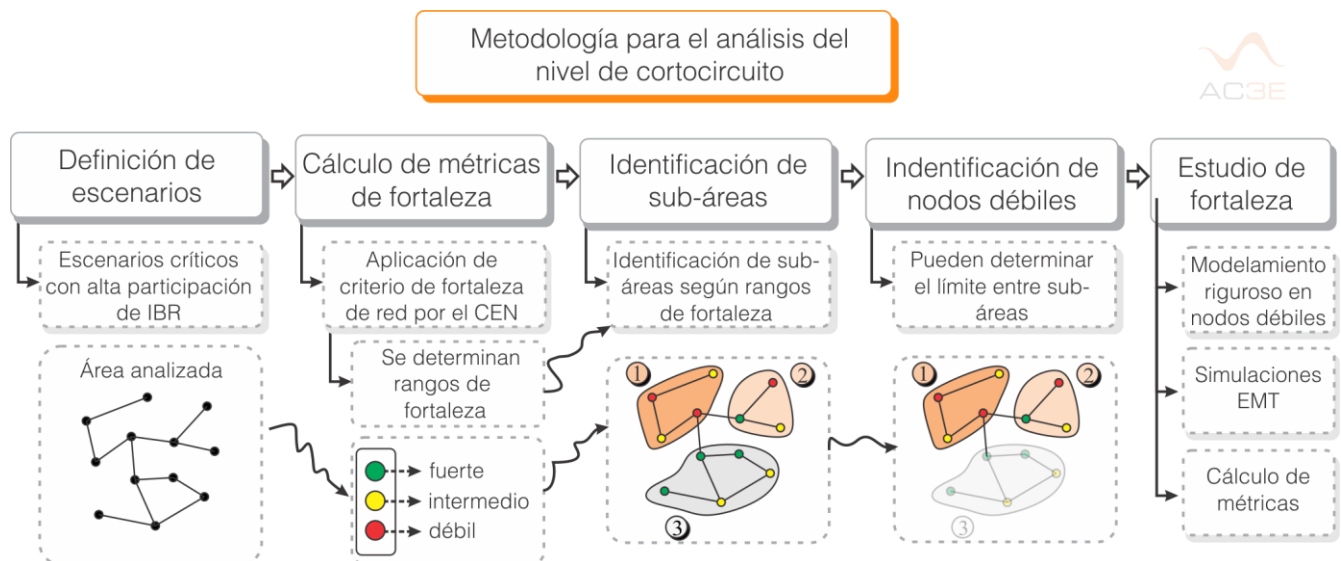 Metodología para el análisis del
nivel de cortocircuito
AC3E
Definición de
escenarios
Cálculo de métricas
de fortaleza
Identificación de
sub-áreas
Indentificación de
nodos débiles
Estudio de
fortaleza
Escenarios críticos
con alta participación
de IBR
Aplicación de
criterio de fortaleza
de red por el CEN
Identificación de sub-
áreas según rangos
de fortaleza
Pueden determinar
el límite entre sub-
áreas
Modelamiento
riguroso en
nodos débiles
Área analizada
Se determinan
rangos de
fortaleza
fuerte
intermedio
débil
1
2
3
1
2
3
Simulaciones
EMT
Cálculo de
métricas